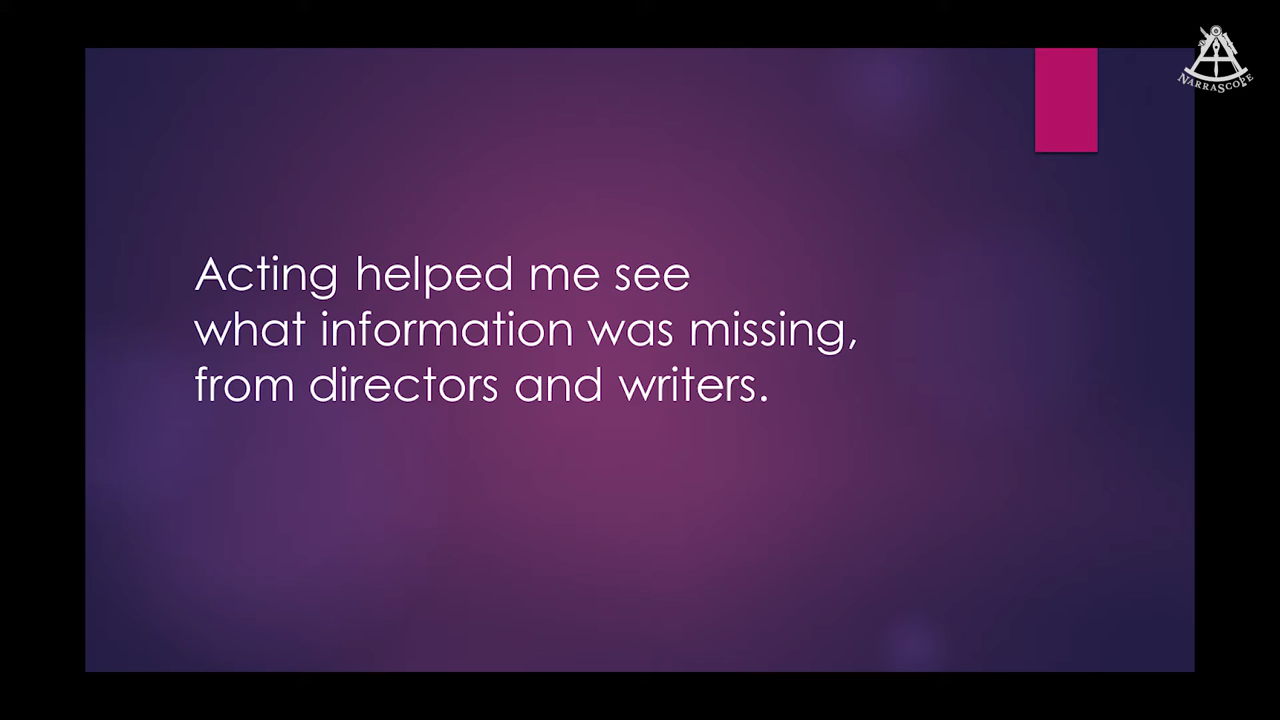 NARRASCOPE
Acting helped me see
what information was missing,
from directors and writers.